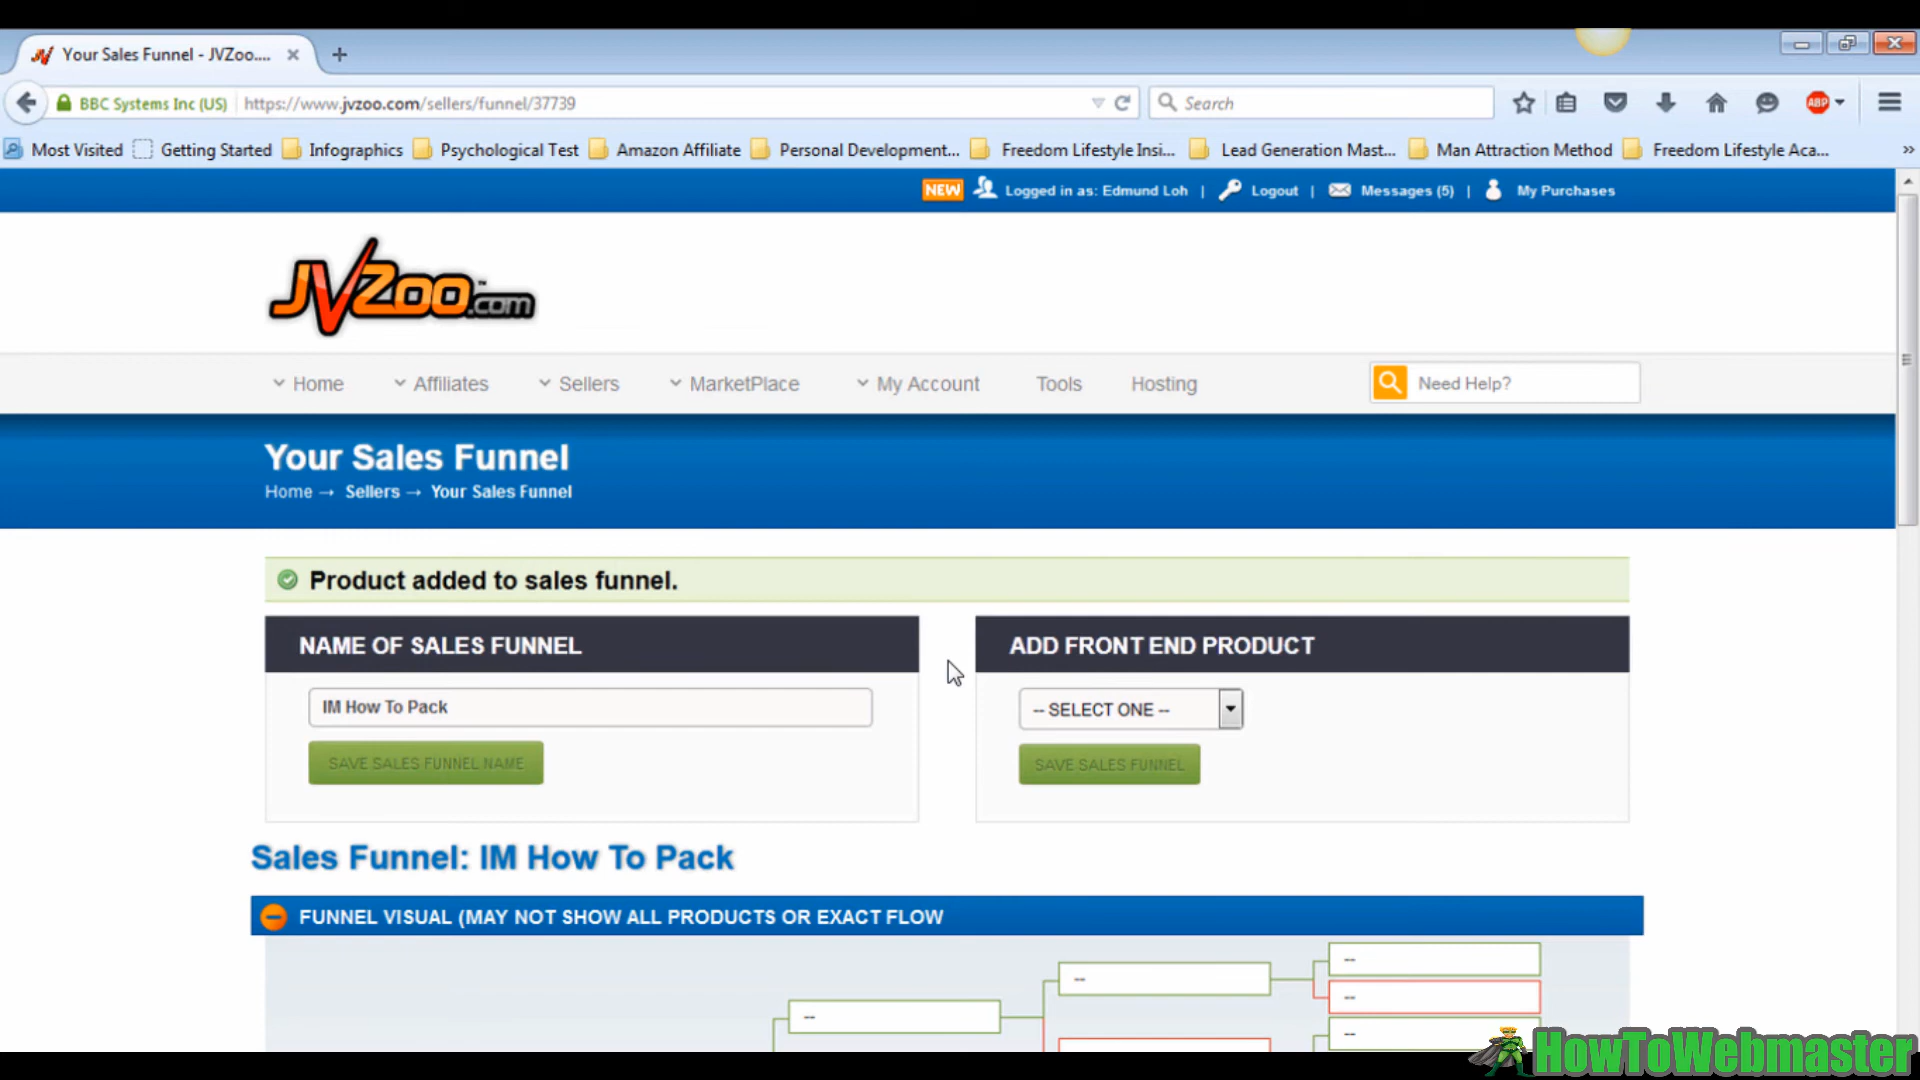 Your Sales Funnel - JVZoo....
BBC Systems Inc (US)
https://www.jvzoo.com/sellers/funnel/37739
Search
ABP
Most Visited
Getting Started
Infographics
Psychological Test
Amazon Affiliate
Personal Development...
Freedom Lifestyle Insi...
Lead Generation Mast...
Man Attraction Method
Freedom Lifestyle Aca...
»
NEW
Logged in as: Edmund Loh | Logout | Messages (5) | My Purchases
JVZoo.com™
Home
Affiliates
Sellers
MarketPlace
My Account
Tools
Hosting
Need Help?
Your Sales Funnel
Home → Sellers → Your Sales Funnel
Product added to sales funnel.
NAME OF SALES FUNNEL
IM How To Pack
SAVE SALES FUNNEL NAME
ADD FRONT END PRODUCT
-- SELECT ONE --
SAVE SALES FUNNEL
Sales Funnel: IM How To Pack
FUNNEL VISUAL (MAY NOT SHOW ALL PRODUCTS OR EXACT FLOW
--
--
--
--
--
HowToWebmaster